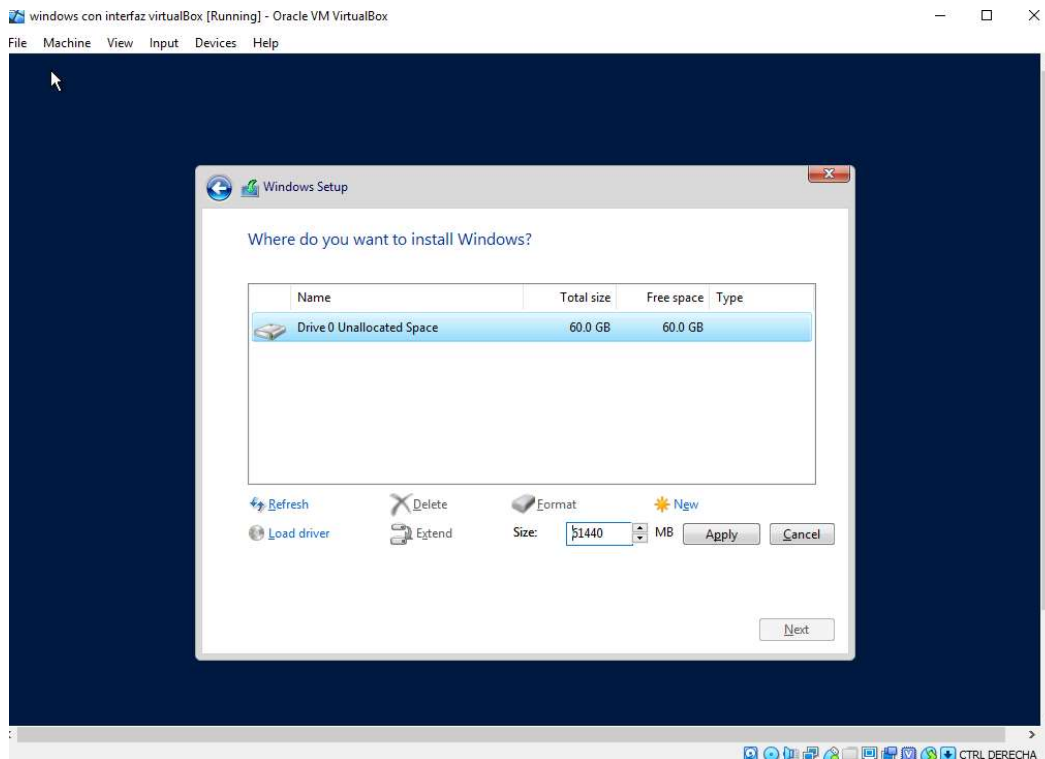 windows con interfaz virtualBox [Running] - Oracle VM VirtualBox
File Machine View Input Devices Help
Windows Setup
Where do you want to install Windows?
Name Total size Free space Type
Drive 0 Unallocated Space 60.0 GB 60.0 GB
Refresh Delete Format New
Load driver Extend Size: 61440 MB Apply Cancel
Next
CTRL DERECHA